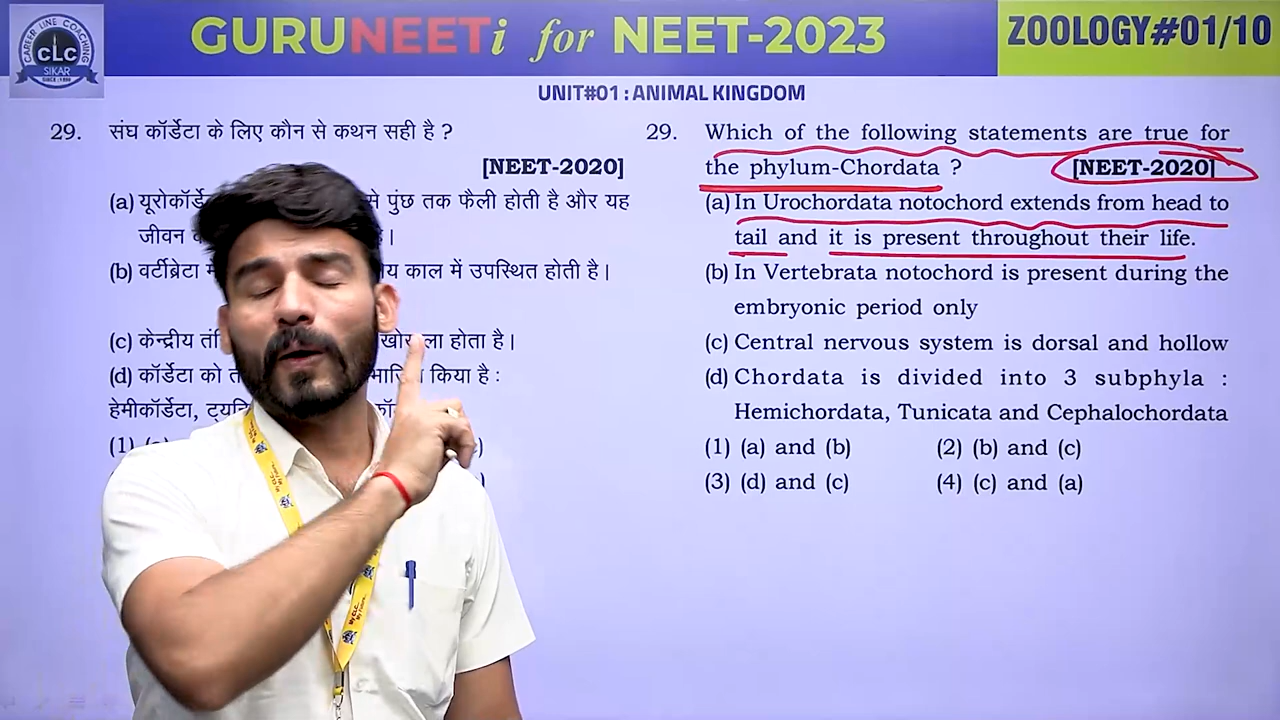 CAREER LINE COACHING
CLC
SIKAR
SINCE : 1996
GURUNEETi for NEET-2023
ZOOLOGY#01/10
UNIT#01 : ANIMAL KINGDOM
29. संघ कॉर्डेटा के लिए कौन से कथन सही है ?
[NEET-2020]
(a) से पुंछ तक फैली होती है और यह
जीवन
(b) वर्टीब्रेटा काल में उपस्थित होती है।
(c) केन्द्रीय होता है।
(d) कॉर्डेटा को किया है :
हेमीकॉर्डेटा,
(1)
29. Which of the following statements are true for
the phylum-Chordata ? [NEET-2020]
(a) In Urochordata notochord extends from head to
tail and it is present throughout their life.
(b) In Vertebrata notochord is present during the
embryonic period only
(c) Central nervous system is dorsal and hollow
(d) Chordata is divided into 3 subphyla :
Hemichordata, Tunicata and Cephalochordata
(1) (a) and (b) (2) (b) and (c)
(3) (d) and (c) (4) (c) and (a)